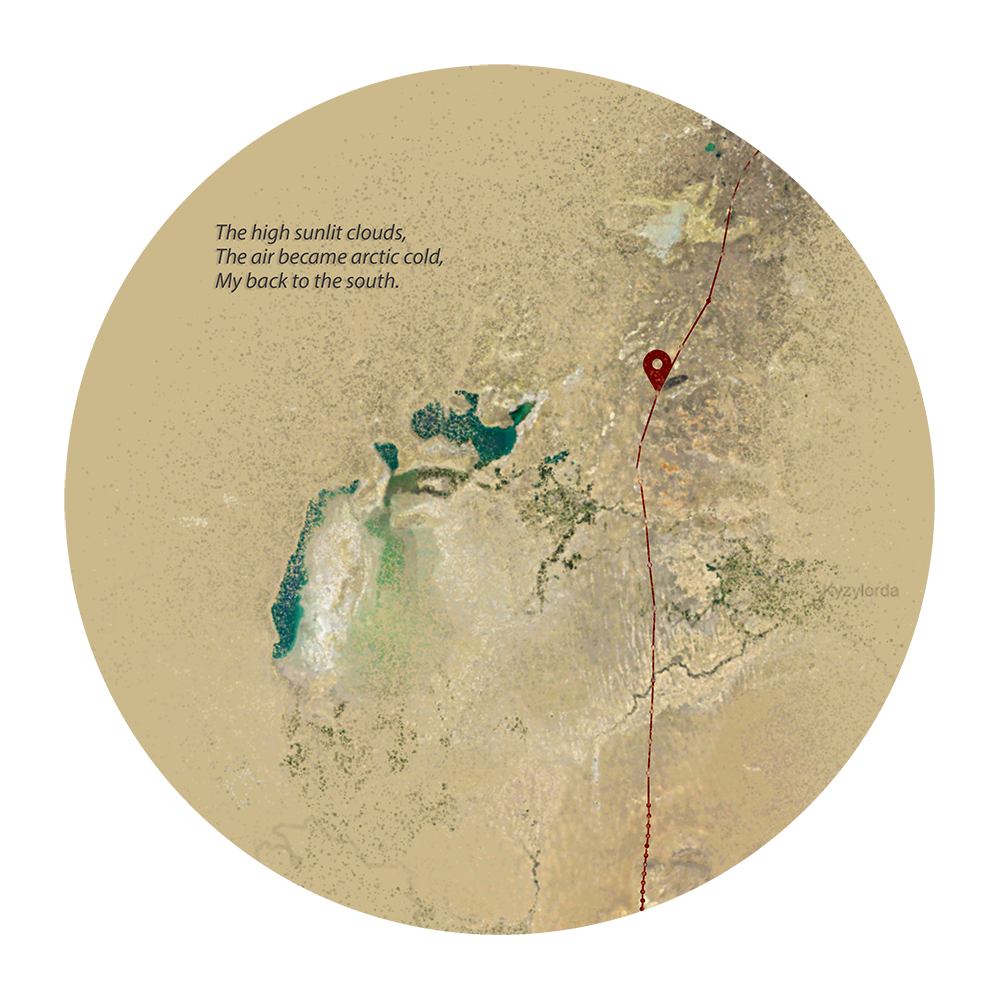 The high sunlit clouds,
The air became arctic cold,
My back to the south.
Kyzylorda